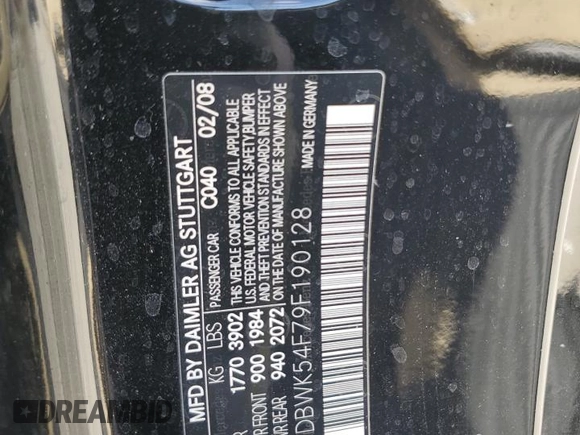 MFD BY DAIMLER AG STUTTGART
PASSENGER CAR C040 02/08
KG LBS
1770 3902
FRONT 900 1984
REAR 940 2072
THIS VEHICLE CONFORMS TO ALL APPLICABLE
U.S. FEDERAL MOTOR VEHICLE SAFETY, BUMPER
AND THEFT PREVENTION STANDARDS IN EFFECT
ON THE DATE OF MANUFACTURE SHOWN ABOVE
MADE IN GERMANY
DBWK54F79F190128
DREAMBID